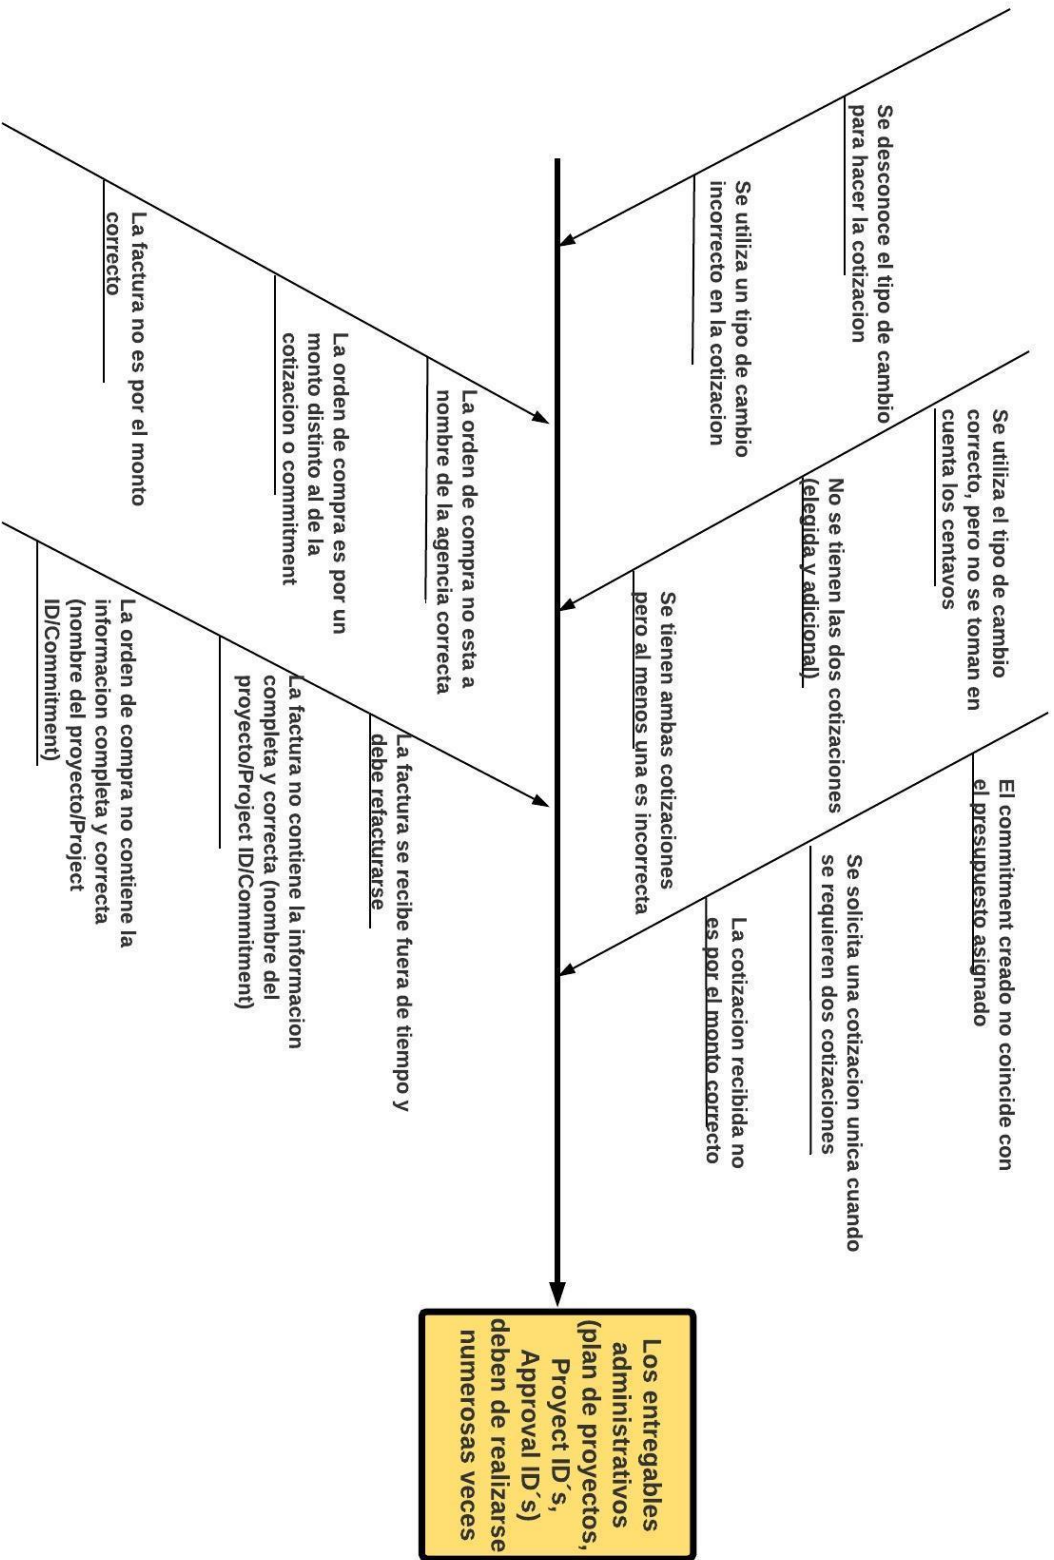 Se desconoce el tipo de cambio
para hacer la cotizacion
Se utiliza un tipo de cambio
incorrecto en la cotizacion
Se utiliza el tipo de cambio
correcto, pero no se toman en
cuenta los centavos
No se tienen las dos cotizaciones
(elegida y adicional)
Se tienen ambas cotizaciones
pero al menos una es incorrecta
El commitment creado no coincide con
el presupuesto asignado
Se solicita una cotizacion unica cuando
se requieren dos cotizaciones
La cotizacion recibida no
es por el monto correcto
La orden de compra no esta a
nombre de la agencia correcta
La orden de compra es por un
monto distinto al de la
cotizacion o commitment
La factura no es por el monto
correcto
La factura se recibe fuera de tiempo y
debe refacturarse
La factura no contiene la informacion
completa y correcta (nombre del
proyecto/Project ID/Commitment)
La orden de compra no contiene la
informacion completa y correcta
(nombre del proyecto/Project
ID/Commitment)
Los entregables
administrativos
(plan de proyectos,
Proyect ID´s,
Approval ID´s)
deben de realizarse
numerosas veces